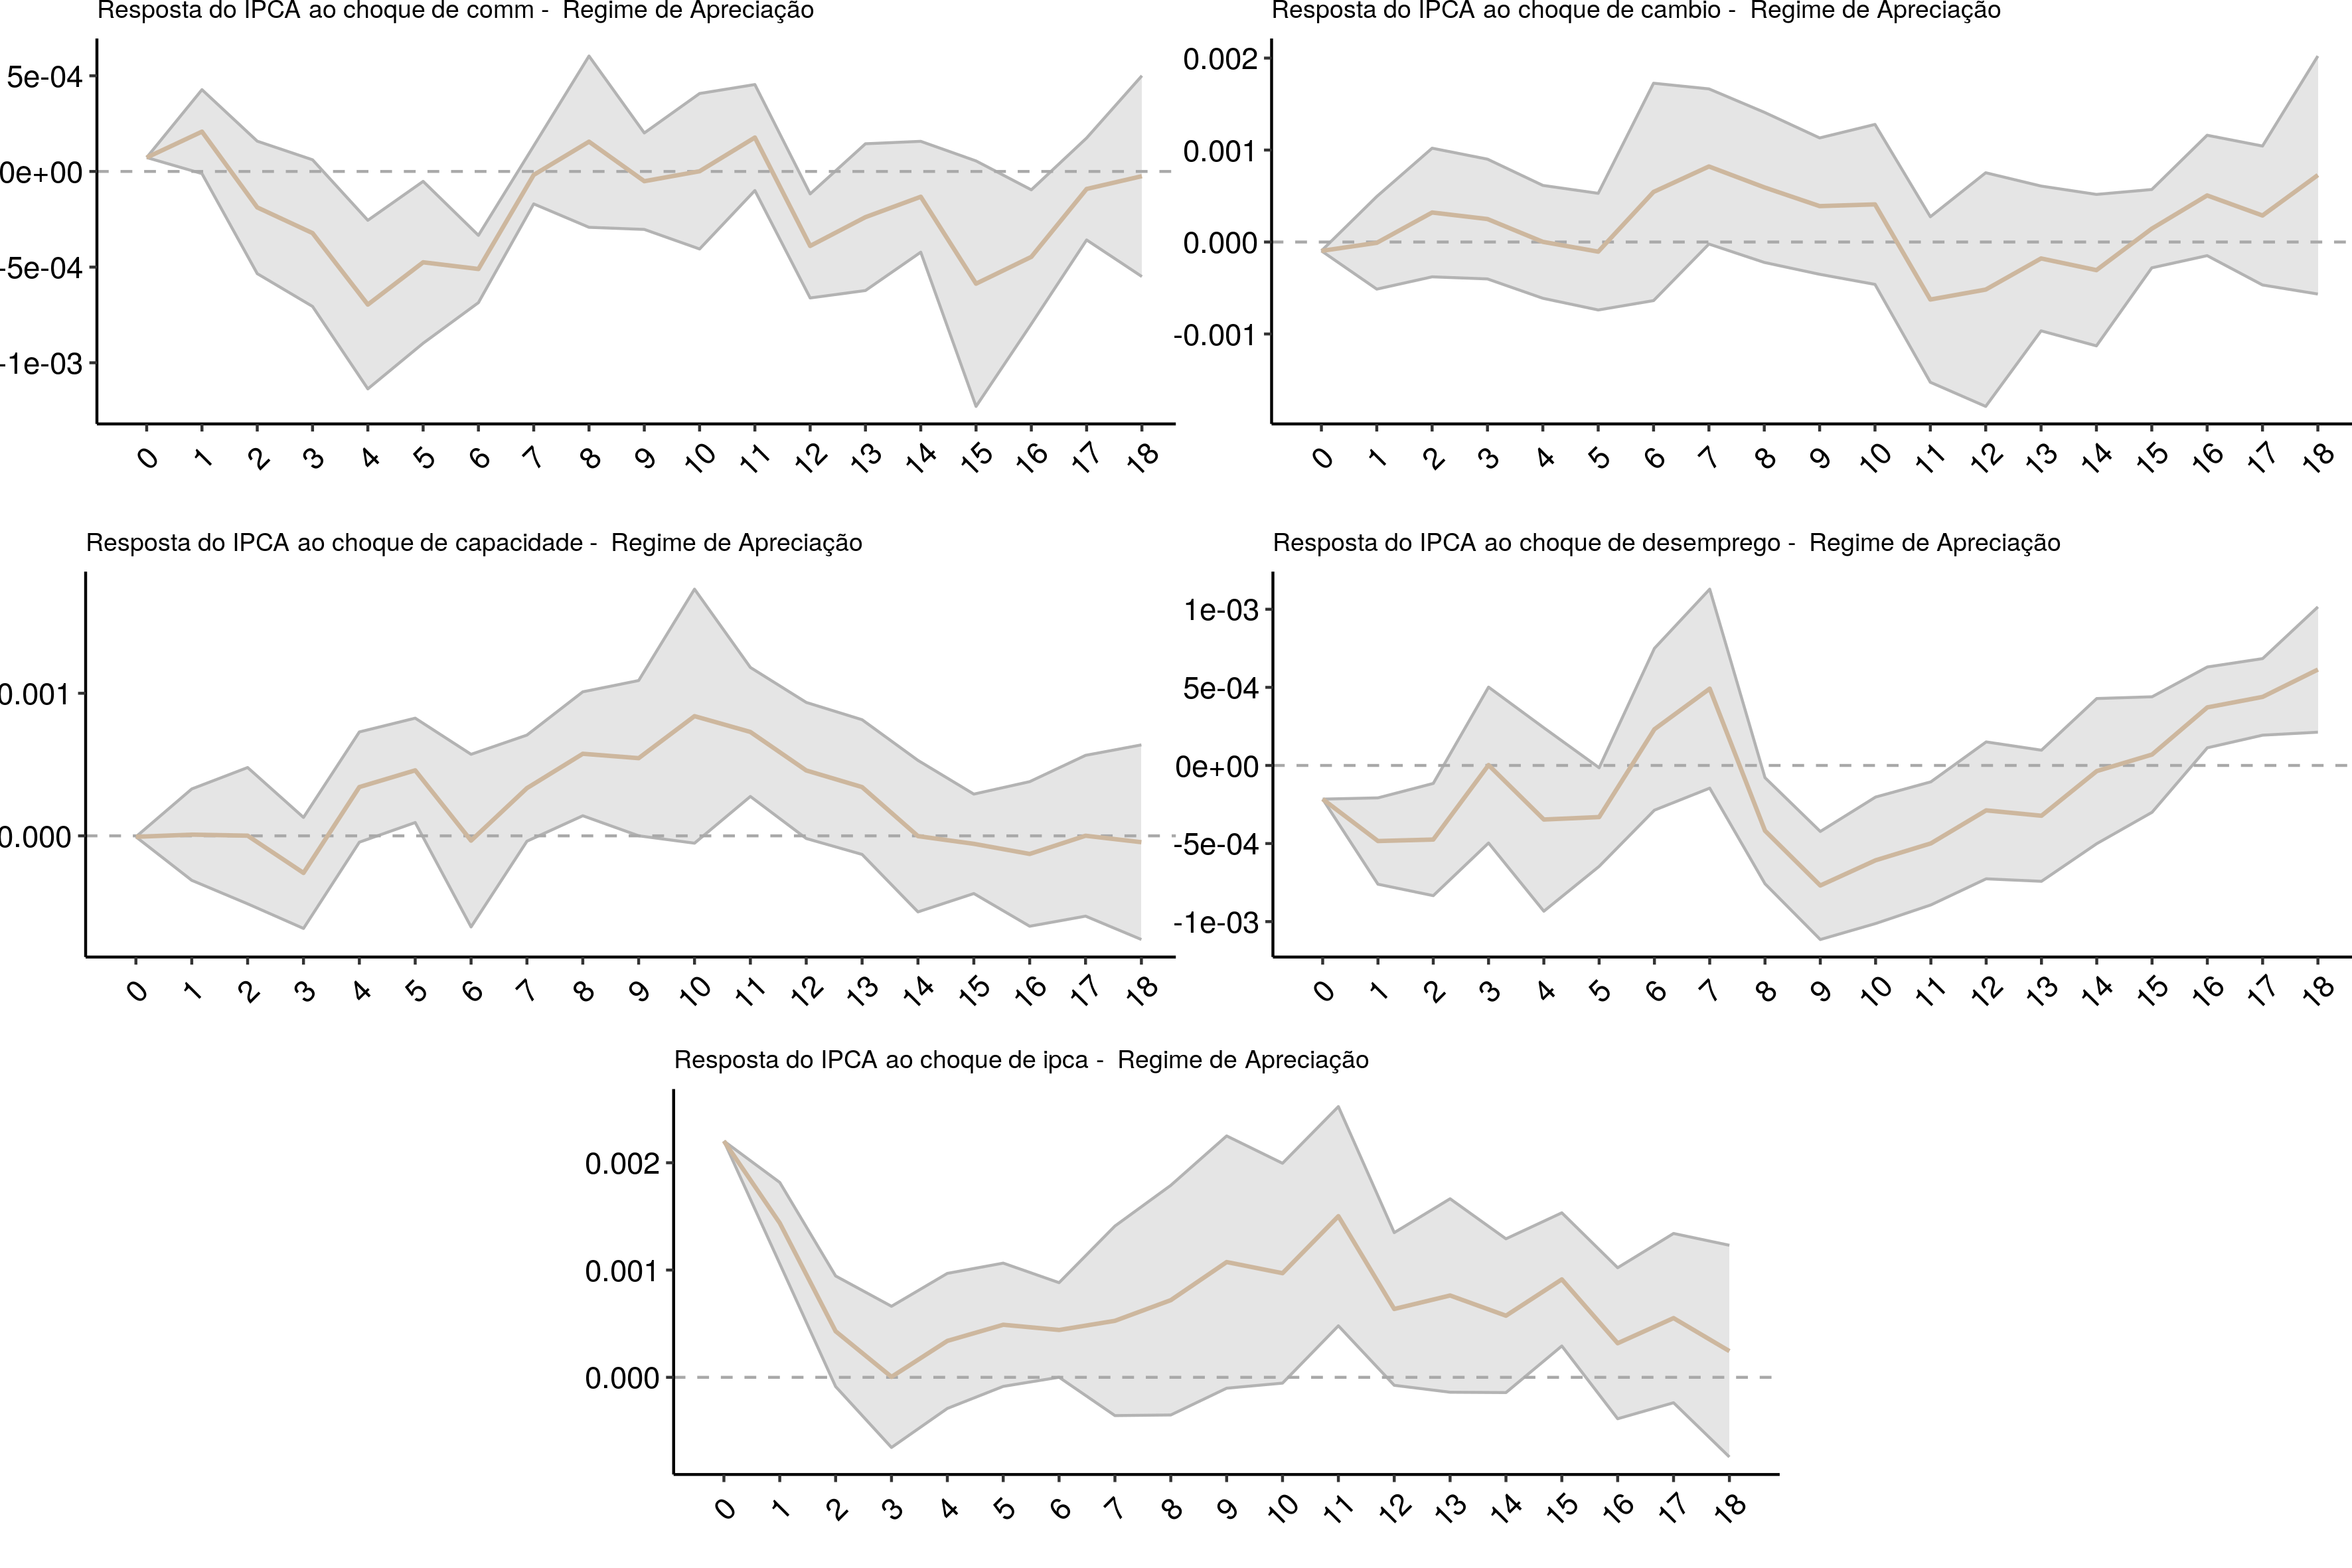 Resposta do IPCA ao choque de comm -  Regime de Apreciação
5e-04
0e+00
-5e-04
-1e-03
0 1 2 3 4 5 6 7 8 9 10 11 12 13 14 15 16 17 18
Resposta do IPCA ao choque de cambio -  Regime de Apreciação
0.002
0.001
0.000
-0.001
0 1 2 3 4 5 6 7 8 9 10 11 12 13 14 15 16 17 18
Resposta do IPCA ao choque de capacidade -  Regime de Apreciação
0.001
0.000
0 1 2 3 4 5 6 7 8 9 10 11 12 13 14 15 16 17 18
Resposta do IPCA ao choque de desemprego -  Regime de Apreciação
1e-03
5e-04
0e+00
-5e-04
-1e-03
0 1 2 3 4 5 6 7 8 9 10 11 12 13 14 15 16 17 18
Resposta do IPCA ao choque de ipca -  Regime de Apreciação
0.002
0.001
0.000
0 1 2 3 4 5 6 7 8 9 10 11 12 13 14 15 16 17 18